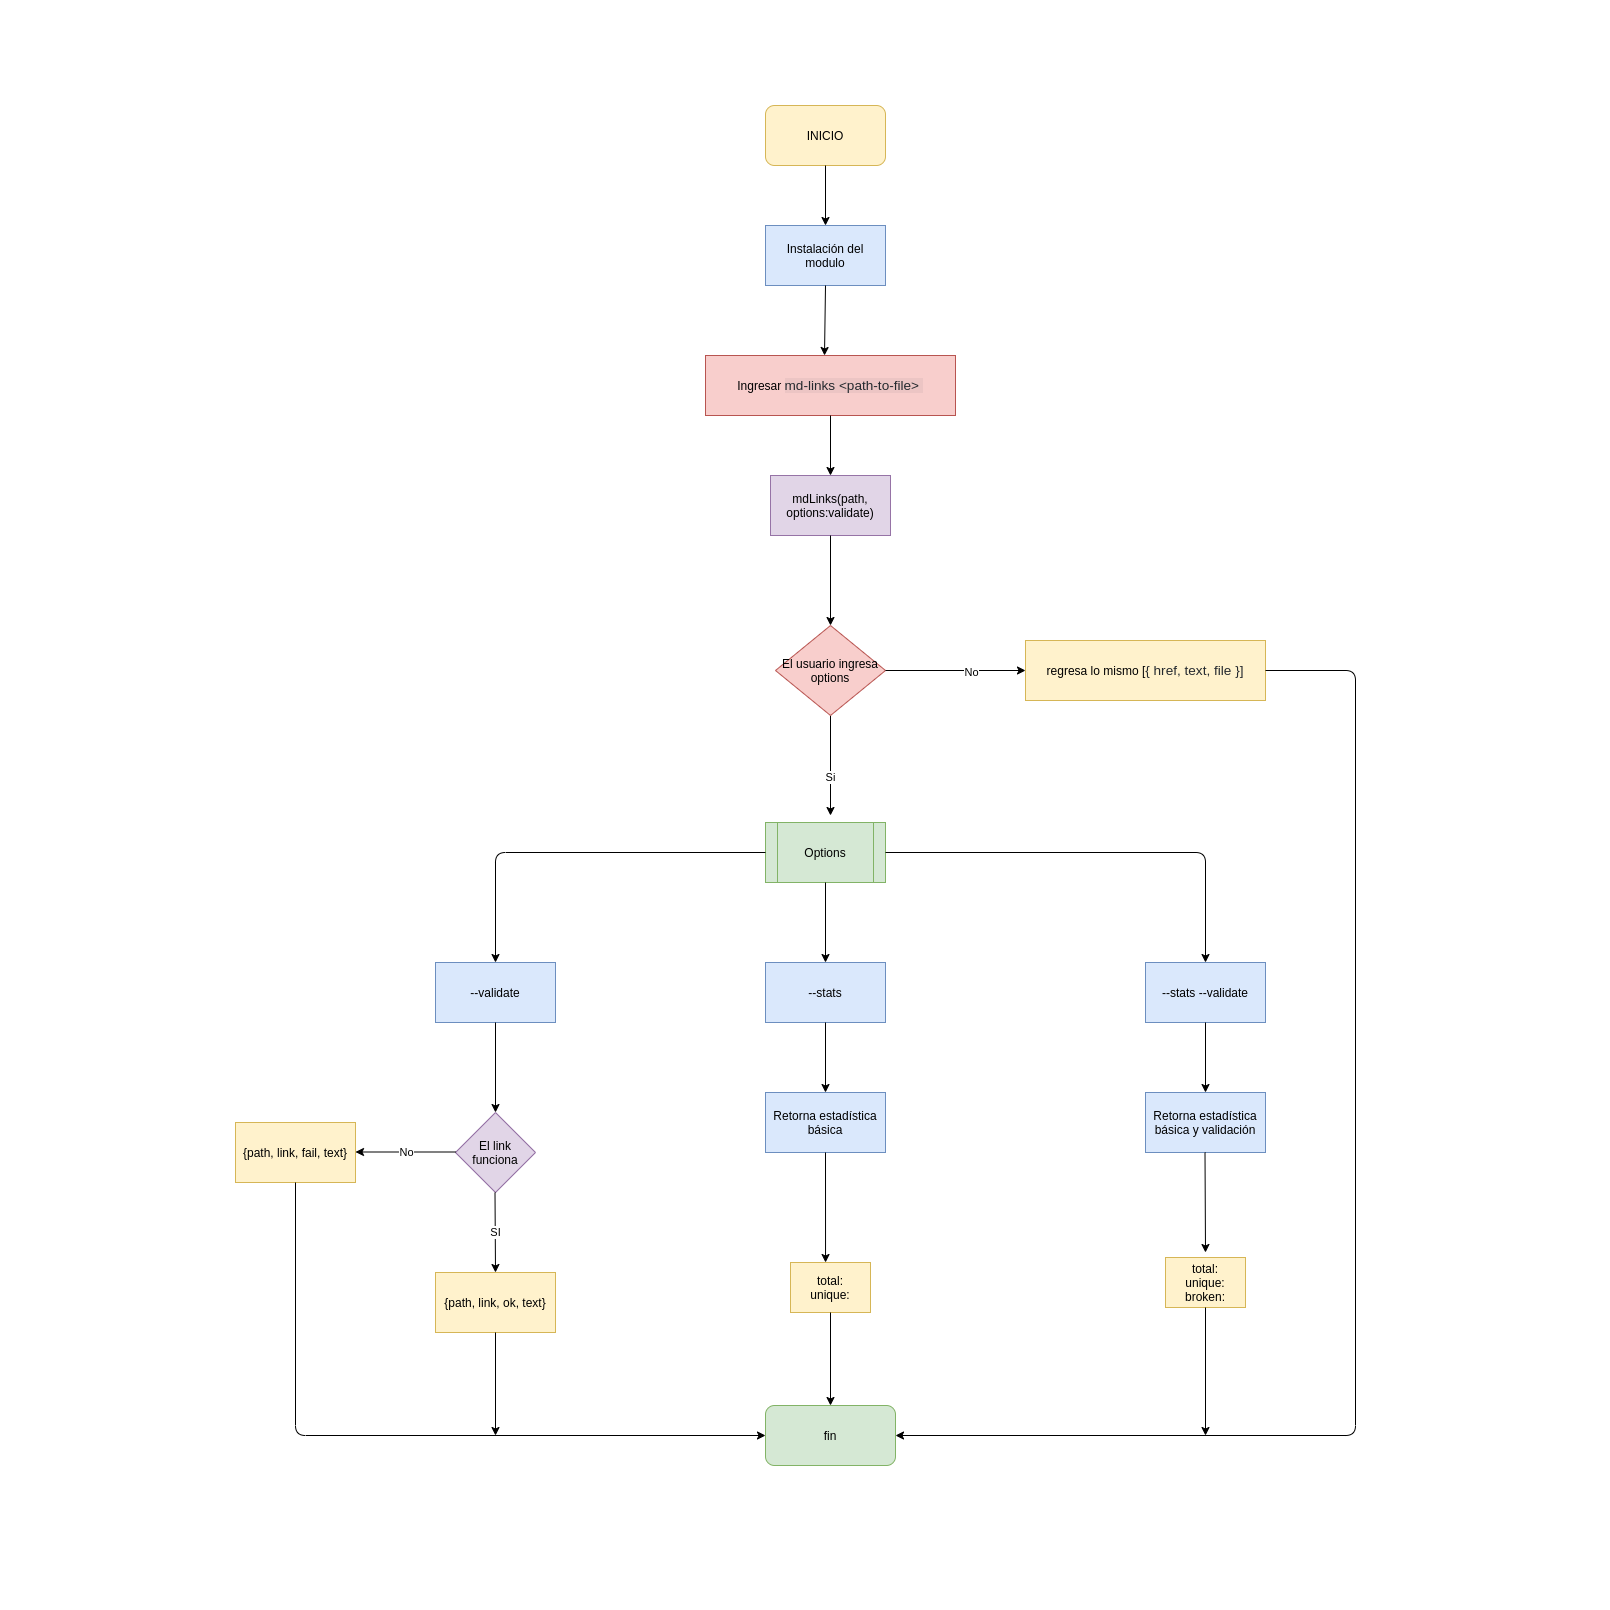 INICIO
Instalación del
modulo
Ingresar md-links <path-to-file>
mdLinks(path,
options:validate)
El usuario ingresa
options
No
regresa lo mismo [{ href, text, file }]
Si
Options
--validate
--stats
--stats --validate
El link
funciona
No
{path, link, fail, text}
Retorna estadística
básica
Retorna estadística
básica y validación
SI
{path, link, ok, text}
total:
unique:
total:
unique:
broken:
fin